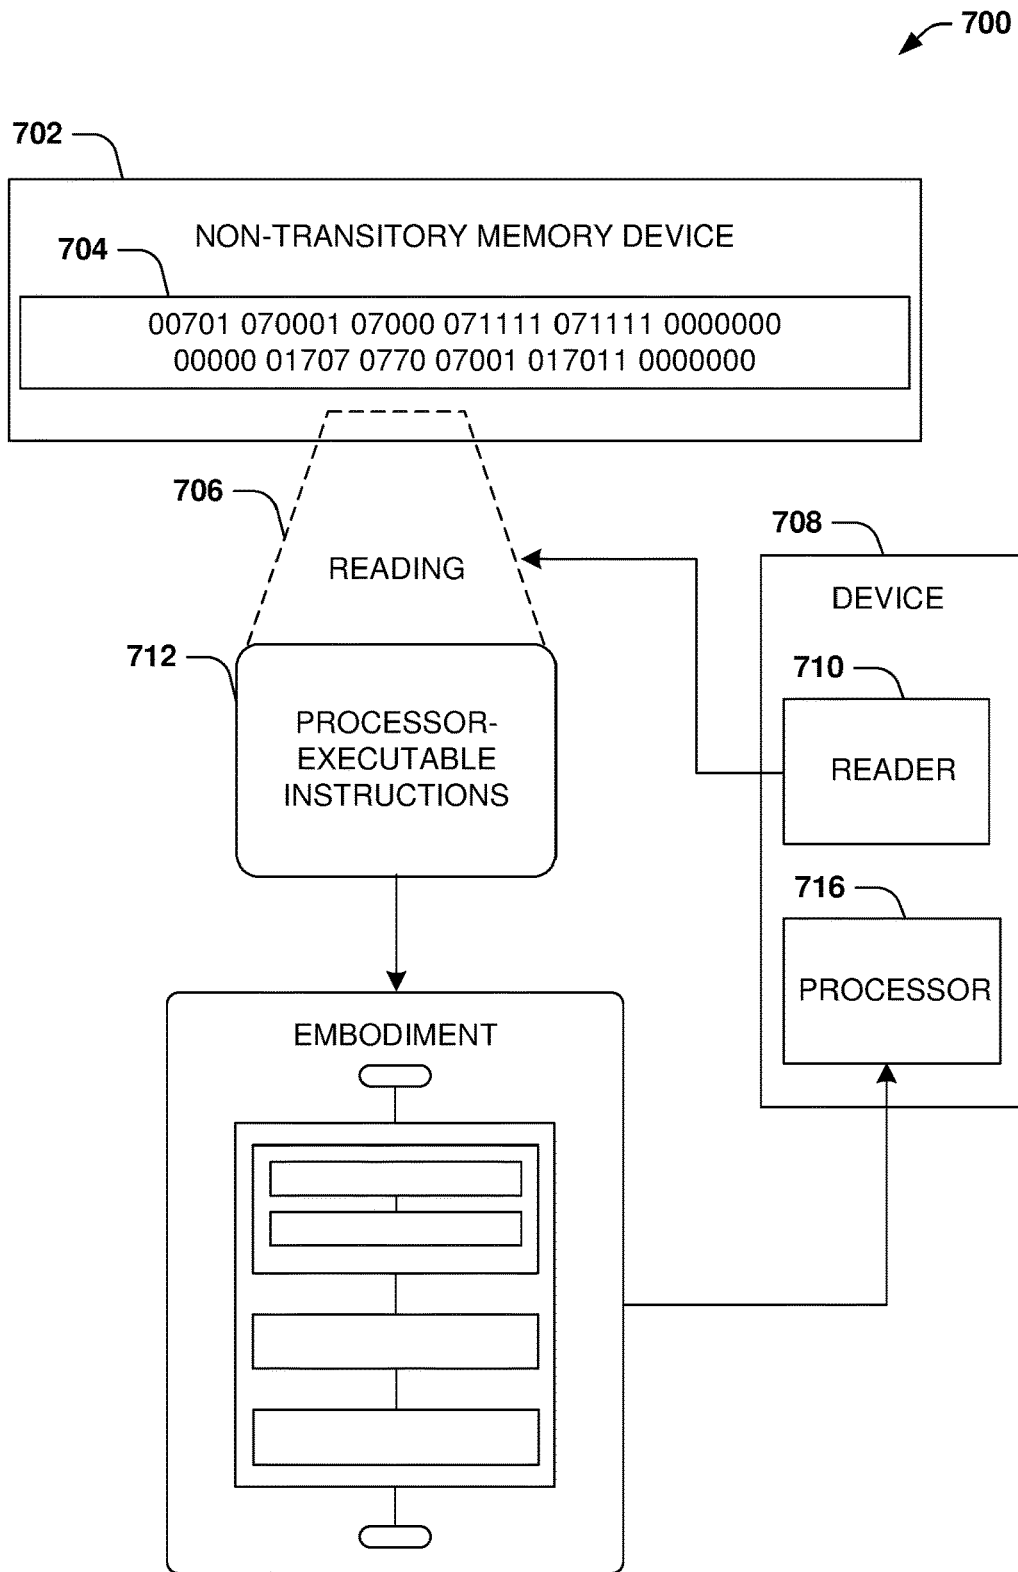 700
702
NON-TRANSITORY MEMORY DEVICE
704
00701 070001 07000 071111 071111 0000000
00000 01707 0770 07001 017011 0000000
706
READING
708
DEVICE
710
READER
712
PROCESSOR-
EXECUTABLE
INSTRUCTIONS
716
PROCESSOR
EMBODIMENT